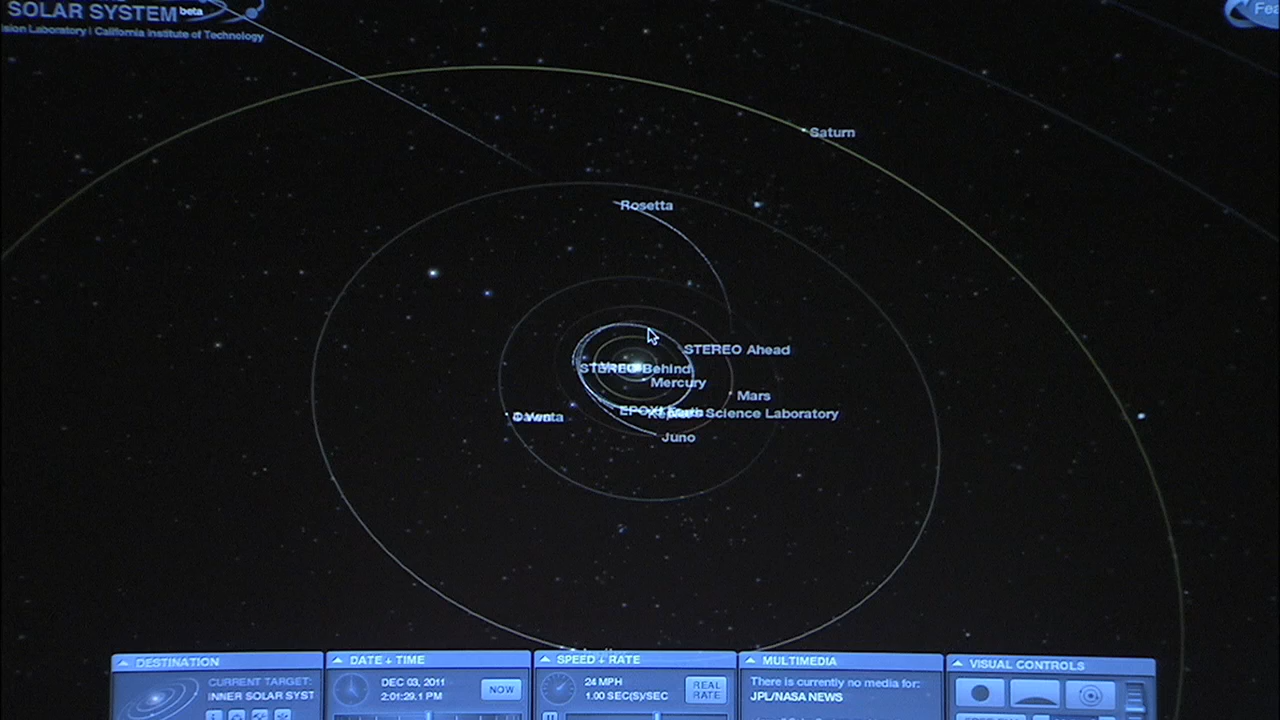 SOLAR SYSTEM beta
sion Laboratory | California Institute of Technology
Fea
Saturn
Rosetta
STEREO Ahead
STEREO Behind
Mercury
Mars
EPOXI
Science Laboratory
Juno
DESTINATION
CURRENT TARGET:
INNER SOLAR SYST
DATE + TIME
DEC 03, 2011
2:01:29.1 PM
NOW
SPEED + RATE
24 MPH
1.00 SEC(S)/SEC
REAL
RATE
MULTIMEDIA
There is currently no media for:
JPL/NASA NEWS
VISUAL CONTROLS